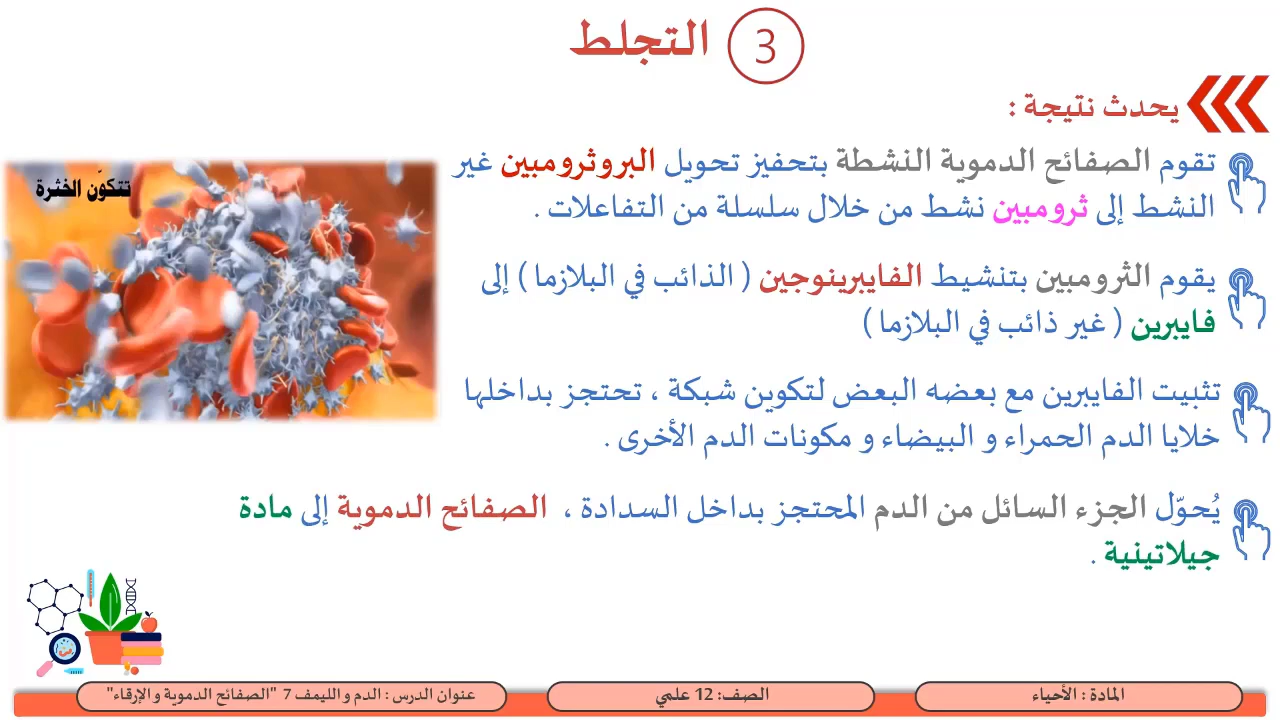 3 التجلط
يحدث نتيجة :
تقوم الصفائح الدموية النشطة بتحفيز تحويل البروثرومبين غير
النشط إلى ثرومبين نشط من خلال سلسلة من التفاعلات .
يقوم الثرومبين بتنشيط الفايبرينوجين ( الذائب في البلازما ) إلى
فايبرين ( غير ذائب في البلازما )
تثبيت الفايبرين مع بعضه البعض لتكوين شبكة ، تحتجز بداخلها
خلايا الدم الحمراء و البيضاء و مكونات الدم الأخرى .
يُحوّل الجزء السائل من الدم المحتجز بداخل السدادة ، الصفائح الدموية إلى مادة
جيلاتينية .
تتكوّن الخثرة
المادة : الأحياء
الصف: 12 علمي
عنوان الدرس : الدم و الليمف 7 "الصفائح الدموية و الإرقاء"